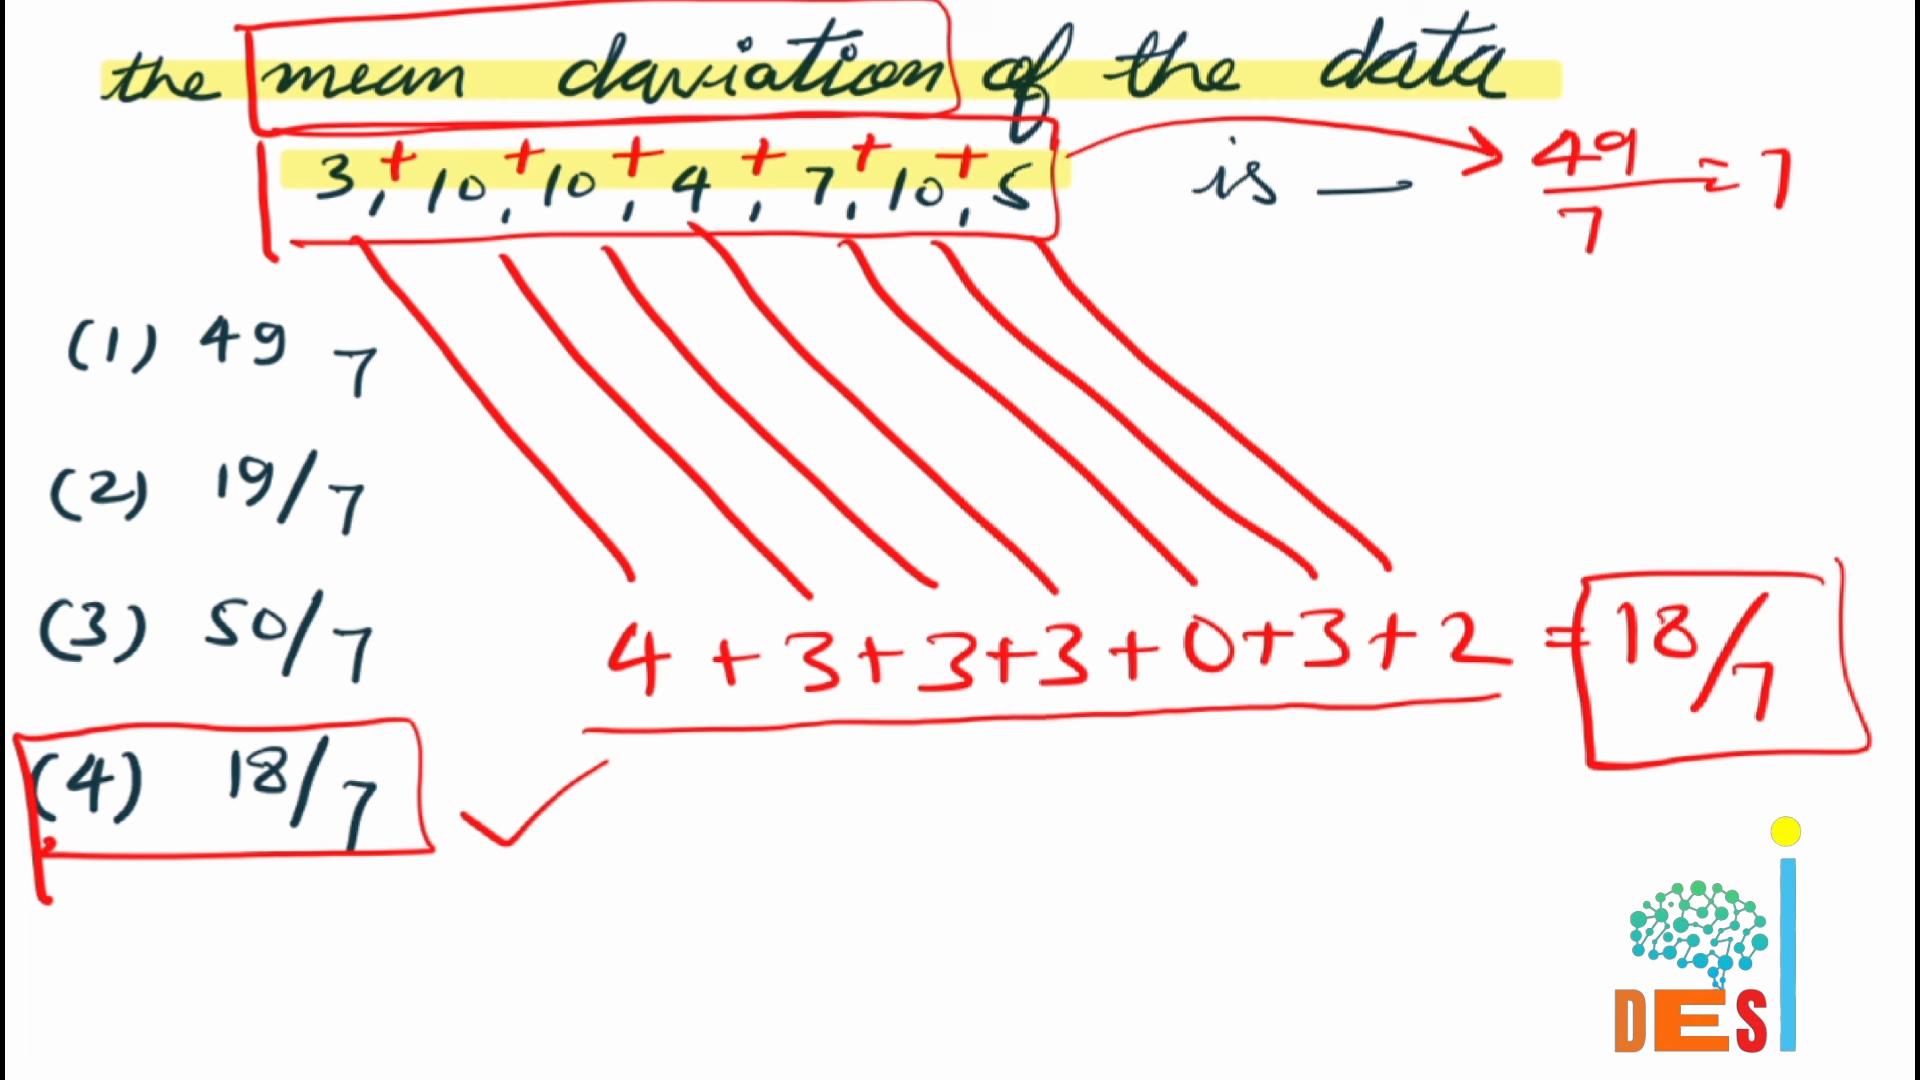 the mean daviation of the data
3, + 10, + 10, + 4, + 7, + 10, + 5 is — 49/7 = 7
(1) 49 7
(2) 19/7
(3) 50/7
4 + 3 + 3 + 3 + 0 + 3 + 2 = 18/7
(4) 18/7
DESi